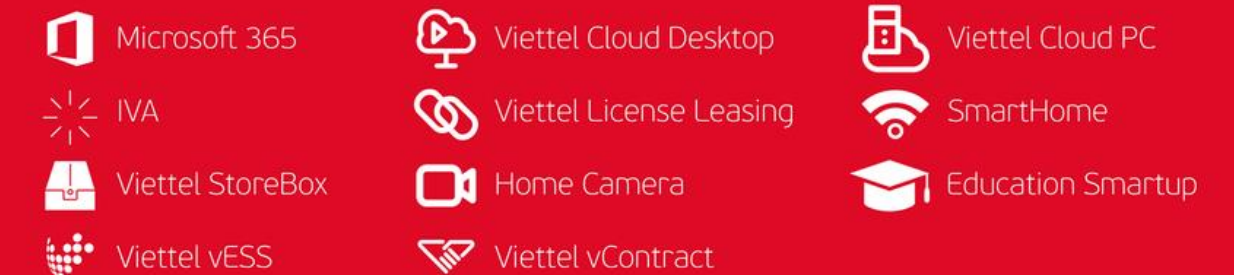 Microsoft 365
Viettel Cloud Desktop
Viettel Cloud PC
IVA
Viettel License Leasing
SmartHome
Viettel StoreBox
Home Camera
Education Smartup
Viettel vESS
Viettel vContract